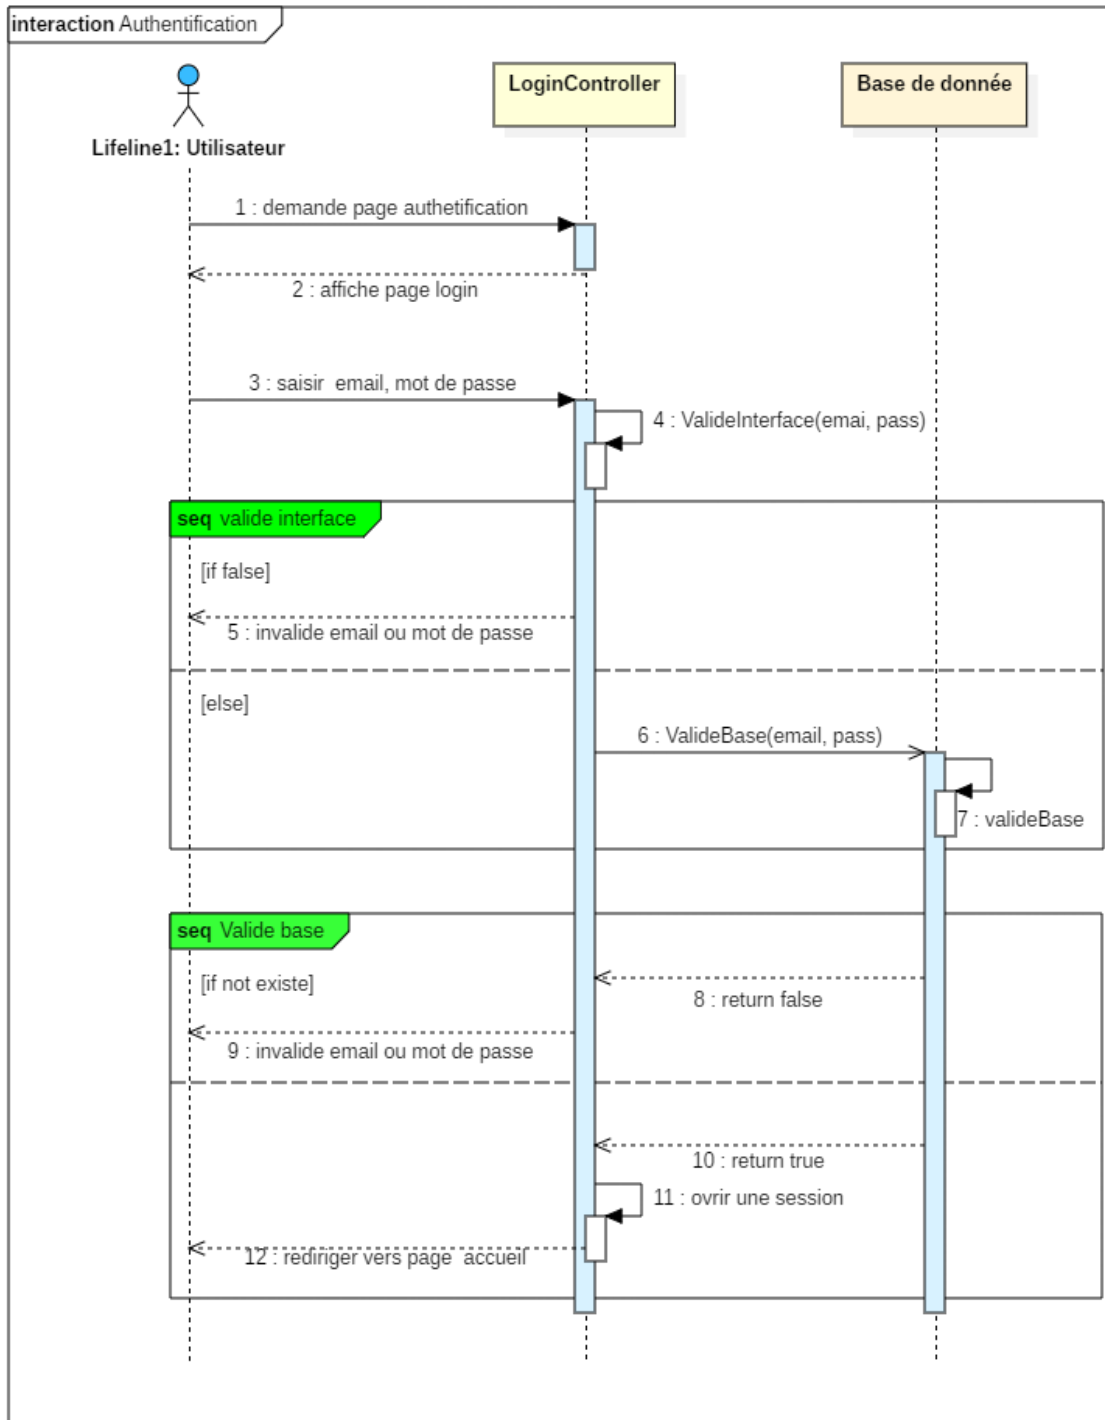 interaction Authentification
LoginController
Base de donnée
Lifeline1: Utilisateur
1 : demande page authetification
2 : affiche page login
3 : saisir  email, mot de passe
4 : ValideInterface(emai, pass)
seq valide interface
[if false]
5 : invalide email ou mot de passe
[else]
6 : ValideBase(email, pass)
7 : valideBase
seq Valide base
[if not existe]
8 : return false
9 : invalide email ou mot de passe
10 : return true
11 : ovrir une session
12 : rediriger vers page  accueil